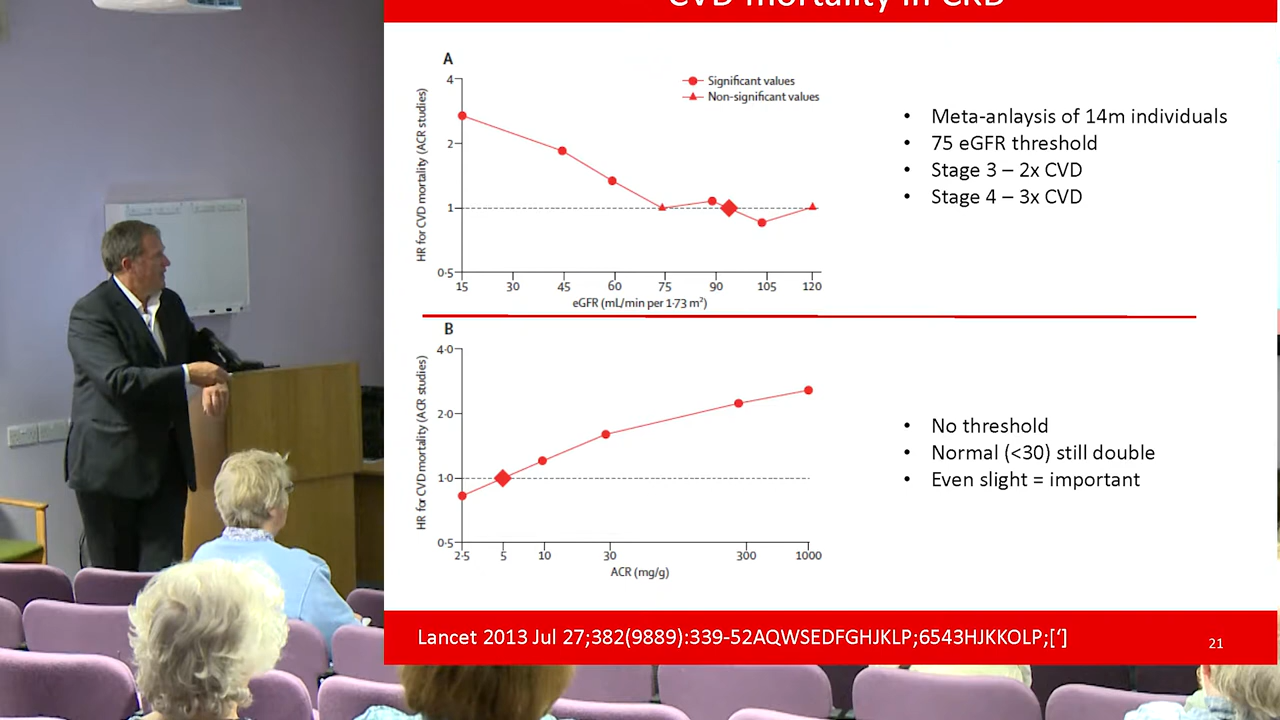 CVD mortality in CKD
A
Significant values
Non-significant values
HR for CVD mortality (ACR studies)
4
2
1
0·5
15 30 45 60 75 90 105 120
eGFR (mL/min per 1·73 m²)
• Meta-anlaysis of 14m individuals
• 75 eGFR threshold
• Stage 3 – 2x CVD
• Stage 4 – 3x CVD
B
HR for CVD mortality (ACR studies)
4·0
2·0
1·0
0·5
2·5 5 10 30 300 1000
ACR (mg/g)
• No threshold
• Normal (<30) still double
• Even slight = important
Lancet 2013 Jul 27;382(9889):339-52AQWSEDFGHJKLP;6543HJKKOLP;[‘]
21